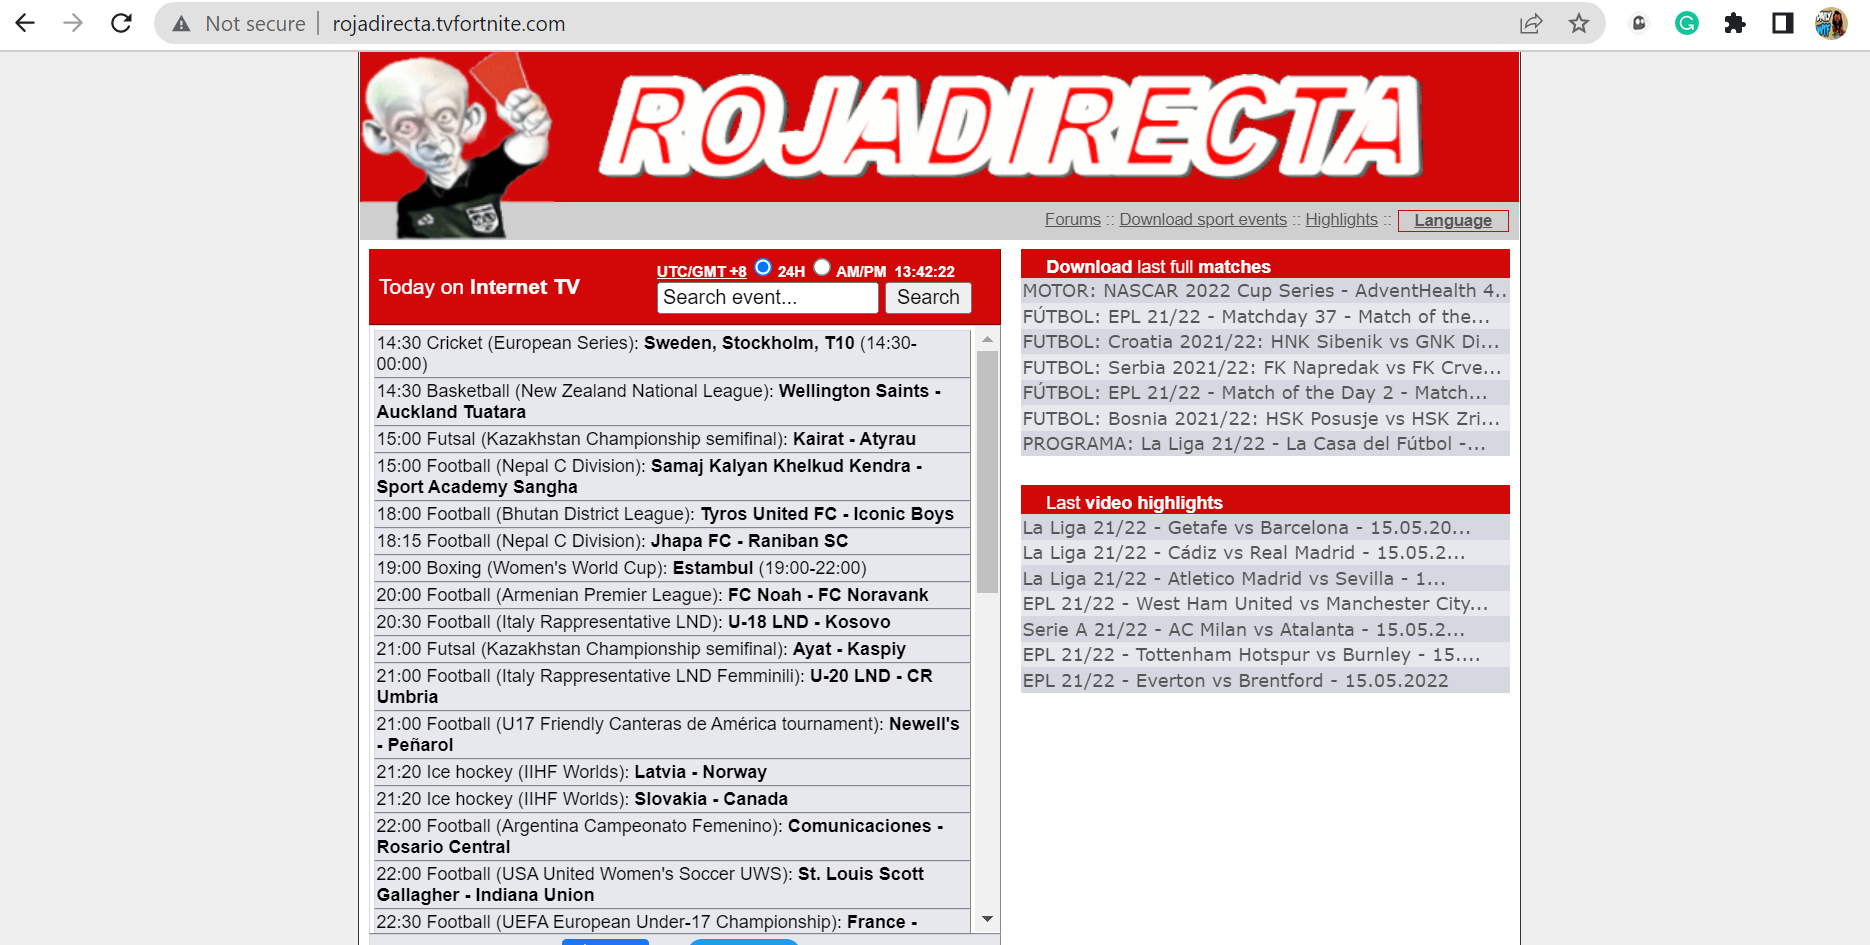 Not secure
rojadirecta.tvfortnite.com
ROJADIRECTA
Forums :: Download sport events :: Highlights :: Language
Today on Internet TV
UTC/GMT +8 24H AM/PM 13:42:22
Search event... Search
14:30 Cricket (European Series): Sweden, Stockholm, T10 (14:30-
00:00)
14:30 Basketball (New Zealand National League): Wellington Saints -
Auckland Tuatara
15:00 Futsal (Kazakhstan Championship semifinal): Kairat - Atyrau
15:00 Football (Nepal C Division): Samaj Kalyan Khelkud Kendra -
Sport Academy Sangha
18:00 Football (Bhutan District League): Tyros United FC - Iconic Boys
18:15 Football (Nepal C Division): Jhapa FC - Raniban SC
19:00 Boxing (Women's World Cup): Estambul (19:00-22:00)
20:00 Football (Armenian Premier League): FC Noah - FC Noravank
20:30 Football (Italy Rappresentative LND): U-18 LND - Kosovo
21:00 Futsal (Kazakhstan Championship semifinal): Ayat - Kaspiy
21:00 Football (Italy Rappresentative LND Femminili): U-20 LND - CR
Umbria
21:00 Football (U17 Friendly Canteras de América tournament): Newell's
- Peñarol
21:20 Ice hockey (IIHF Worlds): Latvia - Norway
21:20 Ice hockey (IIHF Worlds): Slovakia - Canada
22:00 Football (Argentina Campeonato Femenino): Comunicaciones -
Rosario Central
22:00 Football (USA United Women's Soccer UWS): St. Louis Scott
Gallagher - Indiana Union
22:30 Football (UEFA European Under-17 Championship): France -
Download last full matches
MOTOR: NASCAR 2022 Cup Series - AdventHealth 4...
FÚTBOL: EPL 21/22 - Matchday 37 - Match of the...
FUTBOL: Croatia 2021/22: HNK Sibenik vs GNK Di...
FUTBOL: Serbia 2021/22: FK Napredak vs FK Crve...
FÚTBOL: EPL 21/22 - Match of the Day 2 - Match...
FUTBOL: Bosnia 2021/22: HSK Posusje vs HSK Zri...
PROGRAMA: La Liga 21/22 - La Casa del Fútbol -...
Last video highlights
La Liga 21/22 - Getafe vs Barcelona - 15.05.20...
La Liga 21/22 - Cádiz vs Real Madrid - 15.05.2...
La Liga 21/22 - Atletico Madrid vs Sevilla - 1...
EPL 21/22 - West Ham United vs Manchester City...
Serie A 21/22 - AC Milan vs Atalanta - 15.05.2...
EPL 21/22 - Tottenham Hotspur vs Burnley - 15....
EPL 21/22 - Everton vs Brentford - 15.05.2022